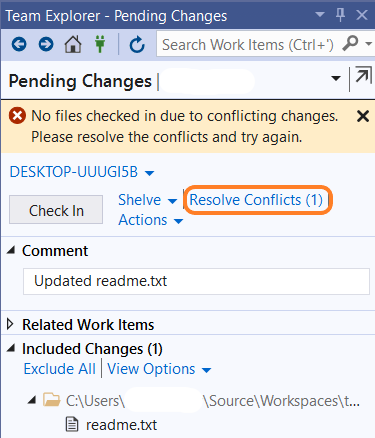 Team Explorer - Pending Changes
Search Work Items (Ctrl+')
Pending Changes |
No files checked in due to conflicting changes.
Please resolve the conflicts and try again.
DESKTOP-UUUGI5B
Check In
Shelve
Resolve Conflicts (1)
Actions
Comment
Updated readme.txt
Related Work Items
Included Changes (1)
Exclude All | View Options
C:\Users\ \Source\Workspaces\t...
readme.txt